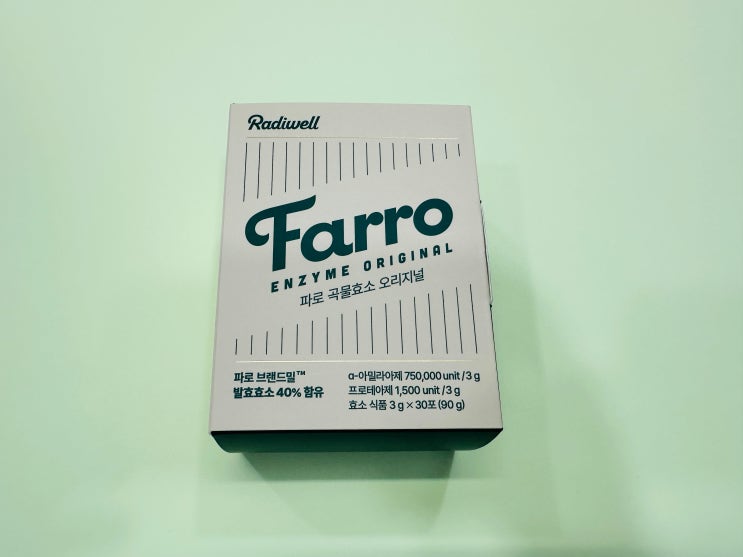 Radiwell
Farro
ENZYME ORIGINAL
파로 곡물효소 오리지널
파로 브랜드밀™
발효효소 40% 함유
α-아밀라아제 750,000 unit /3 g
프로테아제 1,500 unit /3 g
효소 식품 3 g × 30포 (90 g)